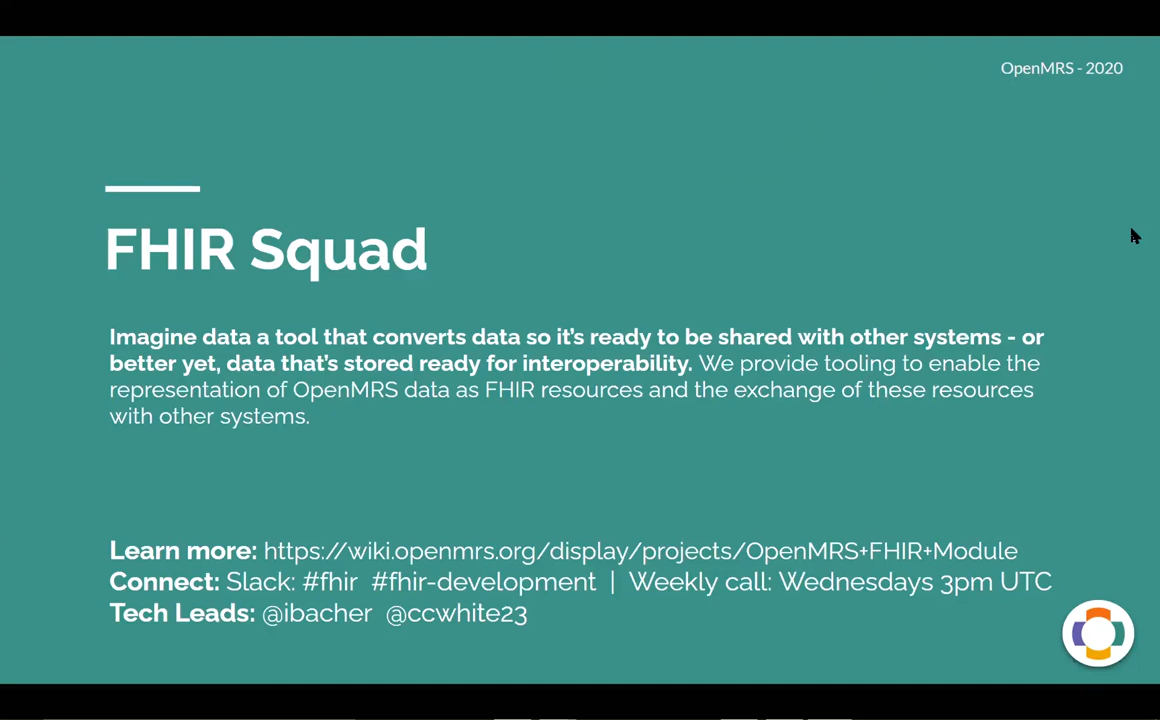 OpenMRS - 2020
FHIR Squad
Imagine data a tool that converts data so it's ready to be shared with other systems - or
better yet, data that's stored ready for interoperability. We provide tooling to enable the
representation of OpenMRS data as FHIR resources and the exchange of these resources
with other systems.
Learn more: https://wiki.openmrs.org/display/projects/OpenMRS+FHIR+Module
Connect: Slack: #fhir #fhir-development | Weekly call: Wednesdays 3pm UTC
Tech Leads: @ibacher @ccwhite23